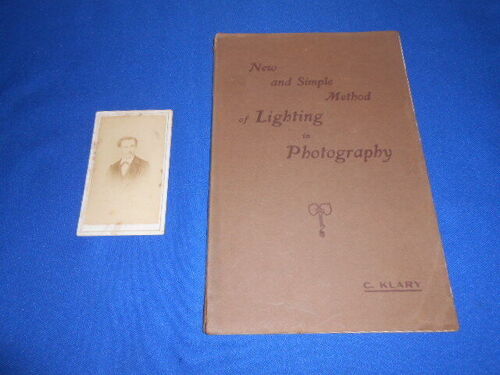 New
and Simple
Method
of Lighting
in
Photography
C. KLARY